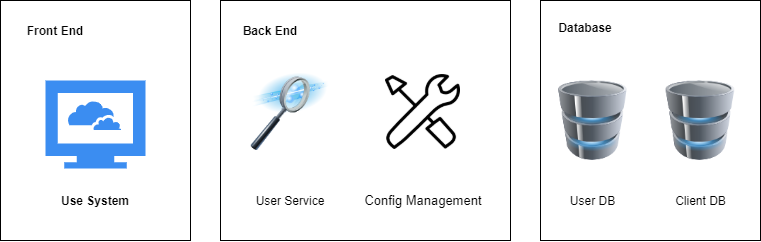 Front End
Use System
Back End
User Service
Config Management
Database
User DB
Client DB